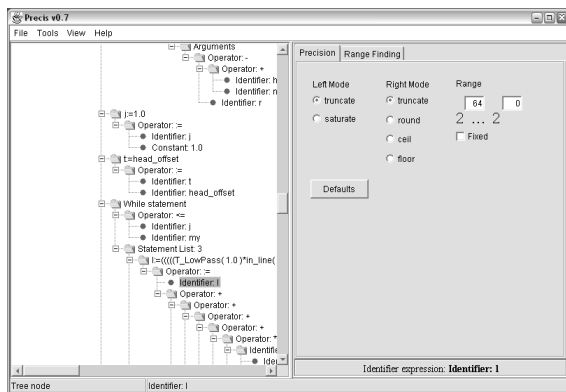 Precis v0.7
File Tools View Help
Arguments
Operator: -
Operator: +
Identifier: h
Identifier: n
Identifier: r
j:=1.0
Operator: :=
Identifier: j
Constant: 1.0
t:=head_offset
Operator: :=
Identifier: t
Identifier: head_offset
While statement
Operator: <=
Identifier: j
Identifier: my
Statement List: 3
l:=(((((T_LowPass( 1.0 )*in_line(
Operator: :=
Identifier: l
Operator: +
Operator: +
Operator: +
Operator: *
Identifie
Iden
Precision Range Finding
Left Mode Right Mode Range
truncate truncate 64 0
saturate round 2 ... 2
ceil Fixed
floor
Defaults
Identifier expression: Identifier: l
Tree node Identifier: l